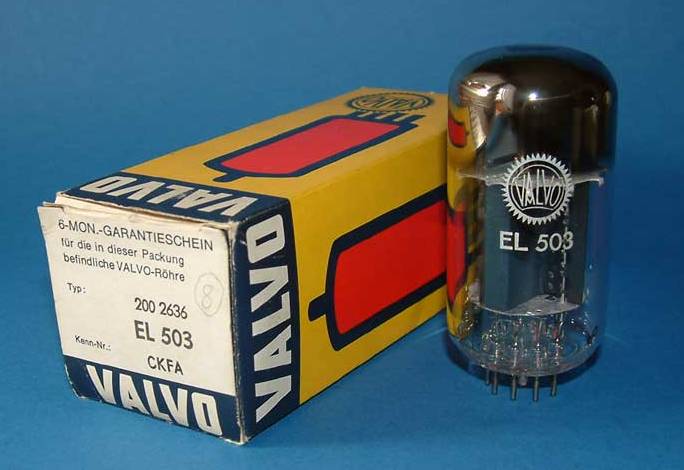 VALVO
VALVO
6-MON.-GARANTIESCHEIN
für die in dieser Packung
befindliche VALVO-Röhre
Typ:
200 2636
8
EL 503
Kenn-Nr.:
CKFA
VALVO
VALVO
VALVO
EL 503